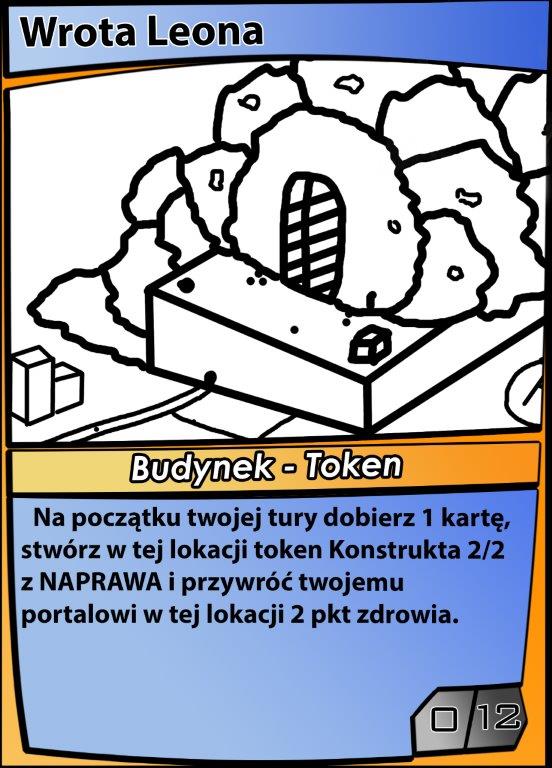 Wrota Leona
Budynek - Token
Na początku twojej tury dobierz 1 kartę,
stwórz w tej lokacji token Konstrukta 2/2
z NAPRAWA i przywróć twojemu
portalowi w tej lokacji 2 pkt zdrowia.
0/12